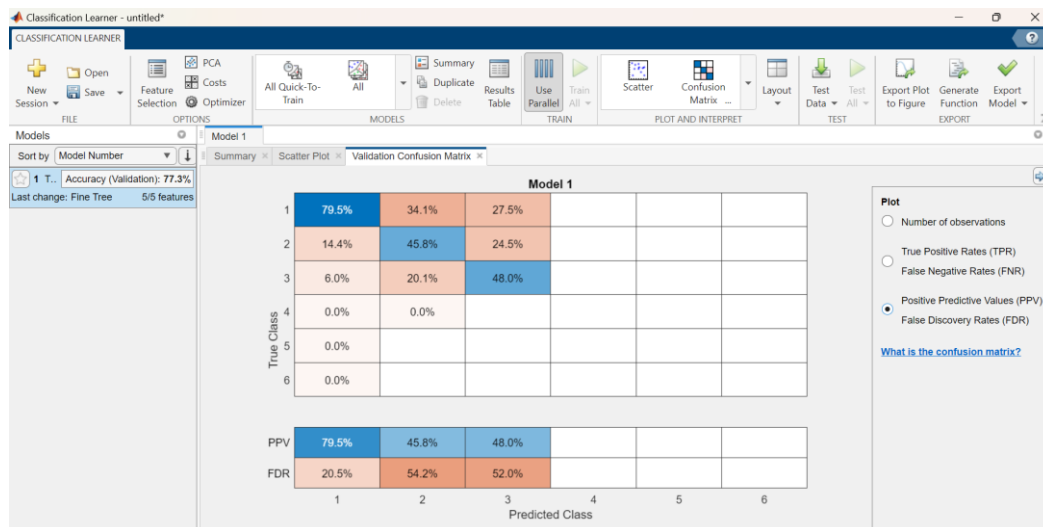 Classification Learner - untitled*
CLASSIFICATION LEARNER
New Session
Open
Save
FILE
Feature Selection
PCA
Costs
Optimizer
OPTIONS
All Quick-To-Train
All
Summary
Duplicate
Delete
Results Table
MODELS
Use Parallel
Train All
TRAIN
Scatter
Confusion Matrix ...
Layout
PLOT AND INTERPRET
Test Data
Test All
TEST
Export Plot to Figure
Generate Function
Export Model
EXPORT
Models
Sort by Model Number
1 T.. Accuracy (Validation): 77.3%
Last change: Fine Tree 5/5 features
Model 1
Summary Scatter Plot Validation Confusion Matrix
Model 1
True Class
1 79.5% 34.1% 27.5%
2 14.4% 45.8% 24.5%
3 6.0% 20.1% 48.0%
4 0.0% 0.0%
5 0.0%
6 0.0%
PPV 79.5% 45.8% 48.0%
FDR 20.5% 54.2% 52.0%
1 2 3 4 5 6
Predicted Class
Plot
Number of observations
True Positive Rates (TPR)
False Negative Rates (FNR)
Positive Predictive Values (PPV)
False Discovery Rates (FDR)
What is the confusion matrix?